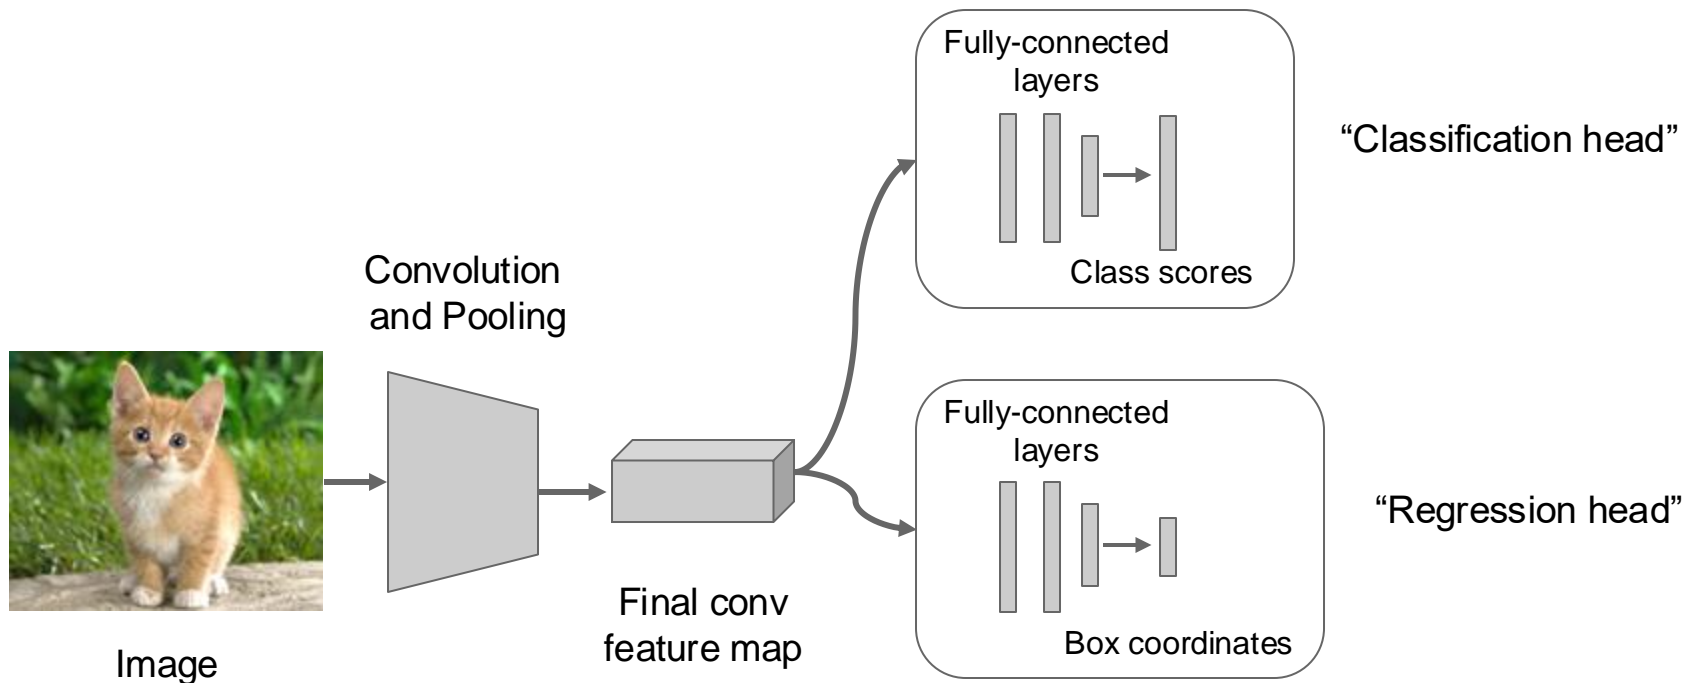 Fully-connected
layers
Class scores
“Classification head”
Convolution
and Pooling
Fully-connected
layers
Box coordinates
“Regression head”
Final conv
feature map
Image